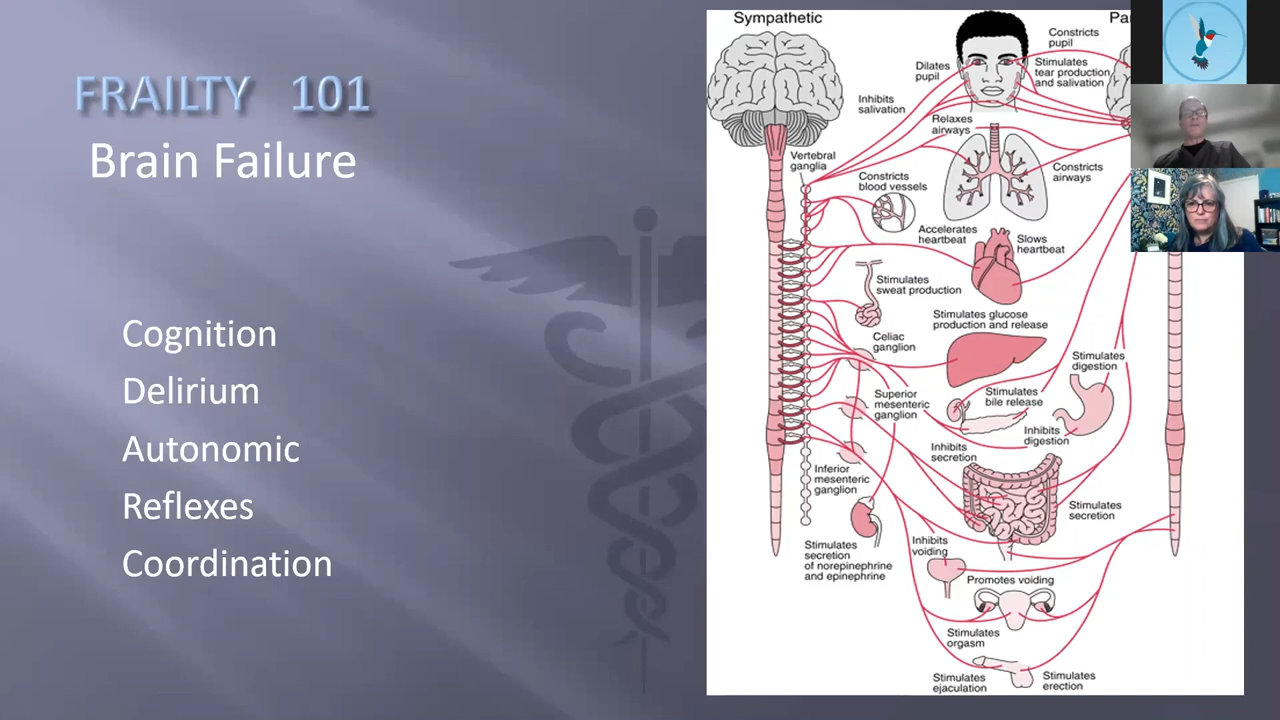 FRAILTY 101
Brain Failure
Cognition
Delirium
Autonomic
Reflexes
Coordination
Sympathetic
Constricts
pupil
Dilates
pupil
Stimulates
tear production
and salivation
Inhibits
salivation
Relaxes
airways
Vertebral
ganglia
Constricts
airways
Constricts
blood vessels
Accelerates
heartbeat
Slows
heartbeat
Stimulates
sweat production
Stimulates glucose
production and release
Celiac
ganglion
Stimulates
digestion
Superior
mesenteric
ganglion
Stimulates
bile release
Inhibits
digestion
Inhibits
secretion
Inferior
mesenteric
ganglion
Stimulates
secretion
Stimulates
secretion
of norepinephrine
and epinephrine
Inhibits
voiding
Promotes voiding
Stimulates
orgasm
Stimulates
ejaculation
Stimulates
erection